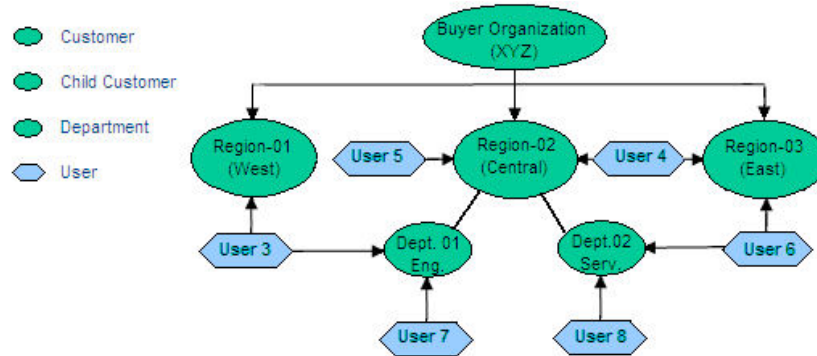 Customer
Child Customer
Department
User
Buyer Organization
(XYZ)
Region-01
(West)
User 5
Region-02
(Central)
User 4
Region-03
(East)
User 3
Dept. 01
Eng.
Dept.02
Serv.
User 6
User 7
User 8